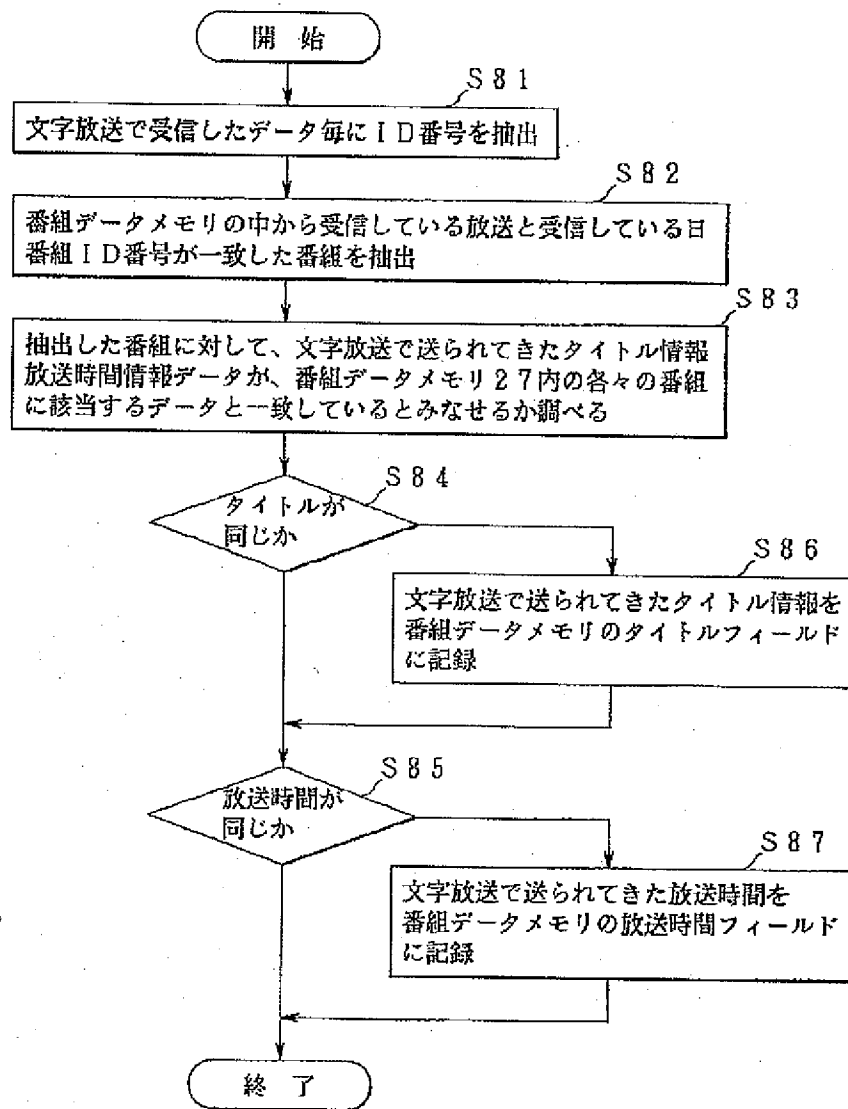 開 始
S81
文字放送で受信したデータ毎にID番号を抽出
S82
番組データメモリの中から受信している放送と受信している日
番組ID番号が一致した番組を抽出
S83
抽出した番組に対して、文字放送で送られてきたタイトル情報
放送時間情報データが、番組データメモリ27内の各々の番組
に該当するデータと一致しているとみなせるか調べる
S84
タイトルが
同じか
S86
文字放送で送られてきたタイトル情報を
番組データメモリのタイトルフィールド
に記録
S85
放送時間が
同じか
S87
文字放送で送られてきた放送時間を
番組データメモリの放送時間フィールド
に記録
終 了